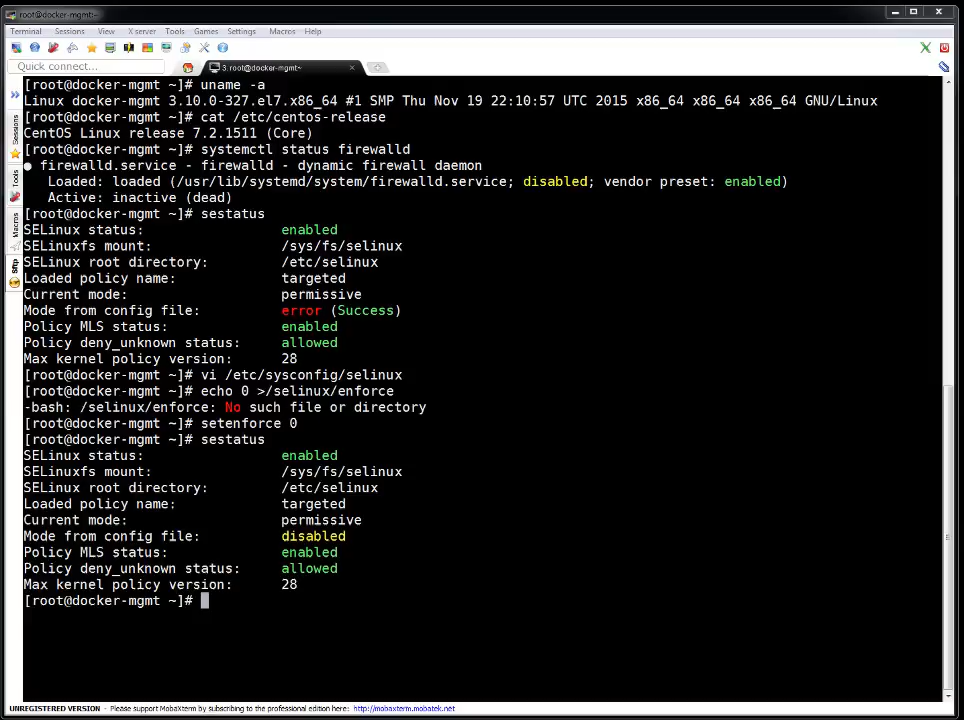 root@docker-mgmt:~
Terminal Sessions View X server Tools Games Settings Macros Help
Quick connect...
3. root@docker-mgmt:~
Sessions
Tools
Macros
Sftp
[root@docker-mgmt ~]# uname -a
Linux docker-mgmt 3.10.0-327.el7.x86_64 #1 SMP Thu Nov 19 22:10:57 UTC 2015 x86_64 x86_64 x86_64 GNU/Linux
[root@docker-mgmt ~]# cat /etc/centos-release
CentOS Linux release 7.2.1511 (Core)
[root@docker-mgmt ~]# systemctl status firewalld
● firewalld.service - firewalld - dynamic firewall daemon
Loaded: loaded (/usr/lib/systemd/system/firewalld.service; disabled; vendor preset: enabled)
Active: inactive (dead)
[root@docker-mgmt ~]# sestatus
SELinux status: enabled
SELinuxfs mount: /sys/fs/selinux
SELinux root directory: /etc/selinux
Loaded policy name: targeted
Current mode: permissive
Mode from config file: error (Success)
Policy MLS status: enabled
Policy deny_unknown status: allowed
Max kernel policy version: 28
[root@docker-mgmt ~]# vi /etc/sysconfig/selinux
[root@docker-mgmt ~]# echo 0 >/selinux/enforce
-bash: /selinux/enforce: No such file or directory
[root@docker-mgmt ~]# setenforce 0
[root@docker-mgmt ~]# sestatus
SELinux status: enabled
SELinuxfs mount: /sys/fs/selinux
SELinux root directory: /etc/selinux
Loaded policy name: targeted
Current mode: permissive
Mode from config file: disabled
Policy MLS status: enabled
Policy deny_unknown status: allowed
Max kernel policy version: 28
[root@docker-mgmt ~]#
UNREGISTERED VERSION - Please support MobaXterm by subscribing to the professional edition here: http://mobaxterm.mobatek.net